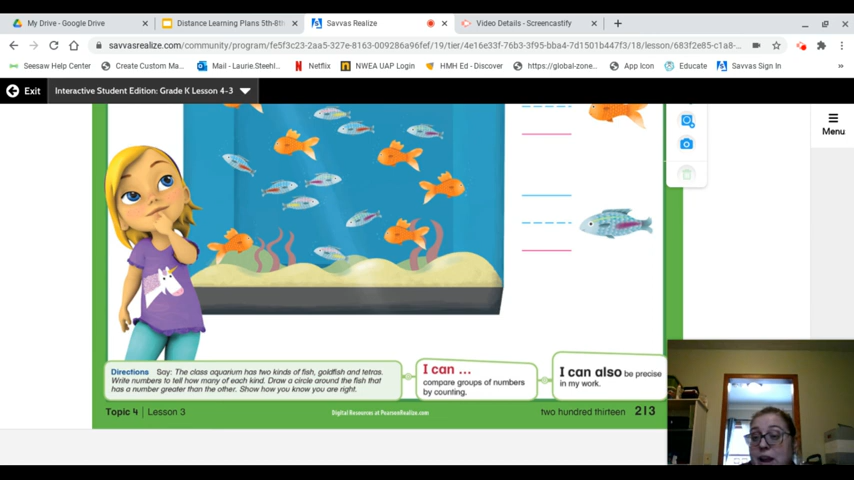 My Drive - Google Drive
Distance Learning Plans 5th-8th
Savvas Realize
Video Details - Screencastify
savvasrealize.com/community/program/fe5f3c23-2aa5-327e-8163-009286a96fef/19/tier/4e16e33f-76b3-3f95-bba4-7d1501b447f3/18/lesson/683f2e85-c1a8-...
Seesaw Help Center
Create Custom Ma...
Mail - Laurie.Steehl...
Netflix
NWEA UAP Login
HMH Ed - Discover
https://global-zone...
App Icon
Educate
Savvas Sign In
Exit
Interactive Student Edition: Grade K Lesson 4-3
Menu
Directions Say: The class aquarium has two kinds of fish, goldfish and tetras.
Write numbers to tell how many of each kind. Draw a circle around the fish that
has a number greater than the other. Show how you know you are right.
I can ...
compare groups of numbers
by counting.
I can also be precise
in my work.
Topic 4 | Lesson 3
Digital Resources at PearsonRealize.com
two hundred thirteen 213